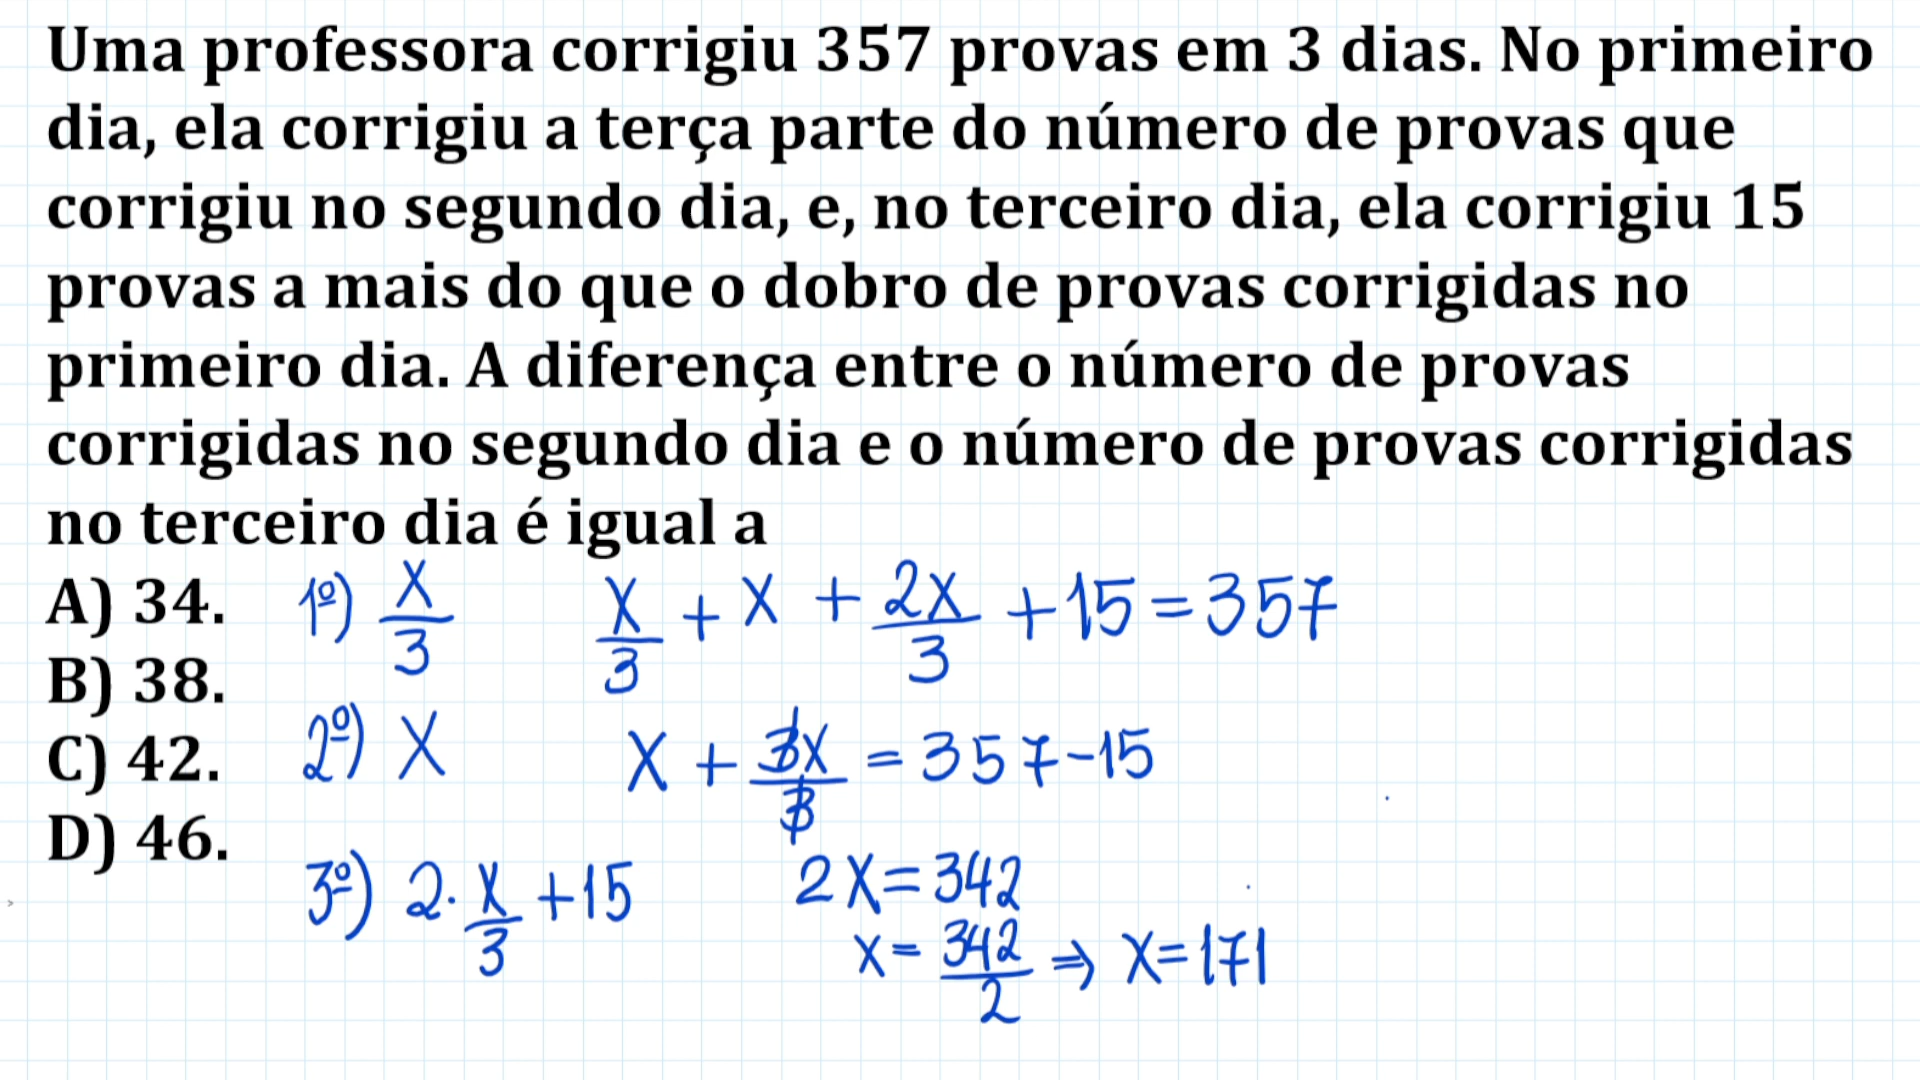 Uma professora corrigiu 357 provas em 3 dias. No primeiro
dia, ela corrigiu a terça parte do número de provas que
corrigiu no segundo dia, e, no terceiro dia, ela corrigiu 15
provas a mais do que o dobro de provas corrigidas no
primeiro dia. A diferença entre o número de provas
corrigidas no segundo dia e o número de provas corrigidas
no terceiro dia é igual a
A) 34.
B) 38.
C) 42.
D) 46.
1º) x/3
2º) x
3º) 2·x/3 +15
x/3 + x + 2x/3 + 15 = 357
x + 3x/3 = 357-15
2x = 342
x = 342/2 ⇒ x = 171